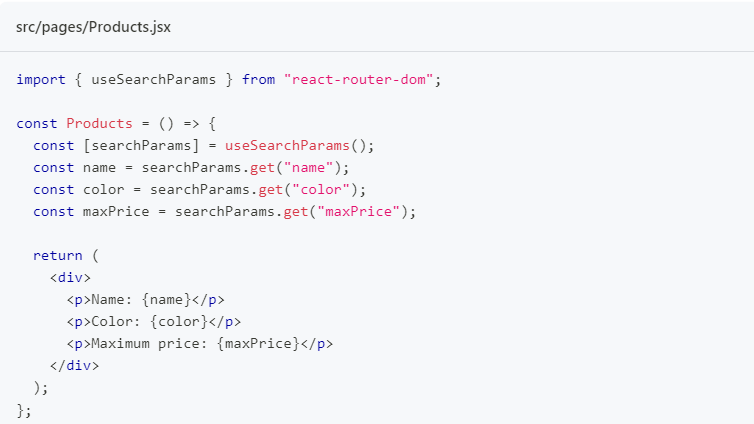 src/pages/Products.jsx
import { useSearchParams } from "react-router-dom";
const Products = () => {
const [searchParams] = useSearchParams();
const name = searchParams.get("name");
const color = searchParams.get("color");
const maxPrice = searchParams.get("maxPrice");
return (
<div>
<p>Name: {name}</p>
<p>Color: {color}</p>
<p>Maximum price: {maxPrice}</p>
</div>
);
};